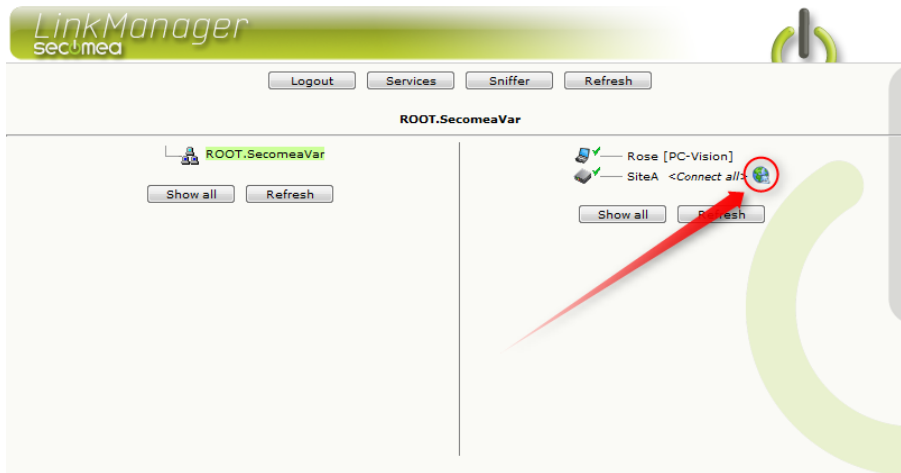 LinkManager
secomea
Logout Services Sniffer Refresh
ROOT.SecomeaVar
ROOT.SecomeaVar
Show all Refresh
Rose [PC-Vision]
SiteA <Connect all>
Show all Refresh